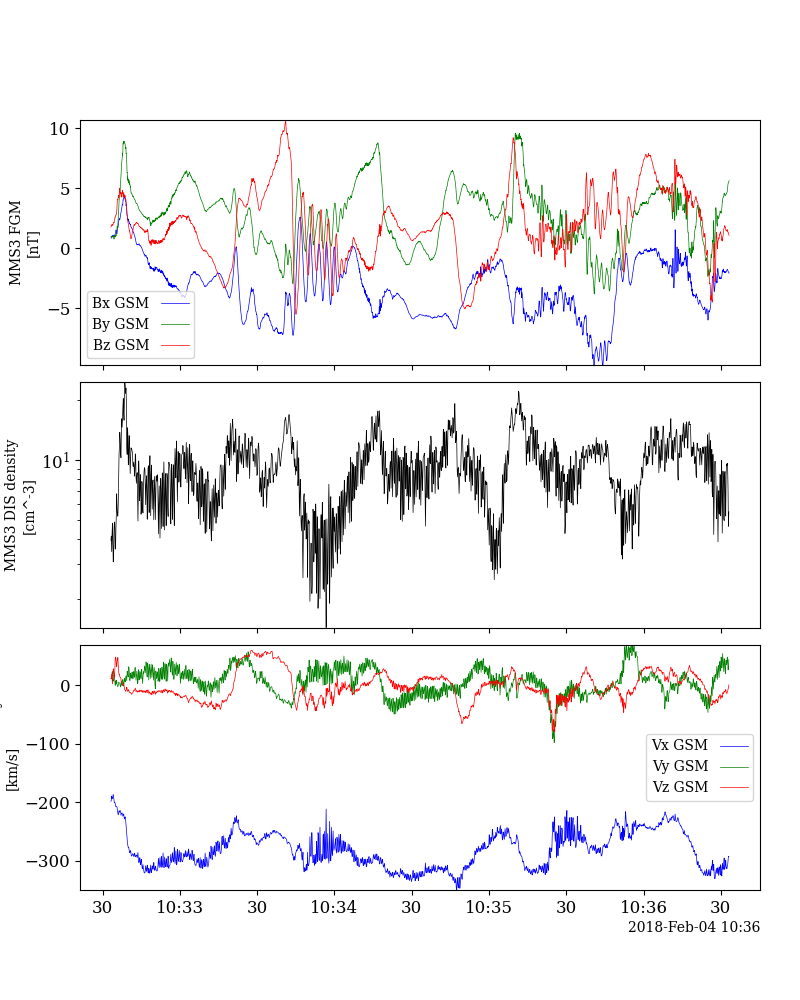 10
5
0
−5
MMS3 FGM
[nT]
Bx GSM
By GSM
Bz GSM
10^1
MMS3 DIS density
[cm^-3]
0
−100
−200
−300
[km/s]
Vx GSM
Vy GSM
Vz GSM
30 10:33 30 10:34 30 10:35 30 10:36 30
2018-Feb-04 10:36